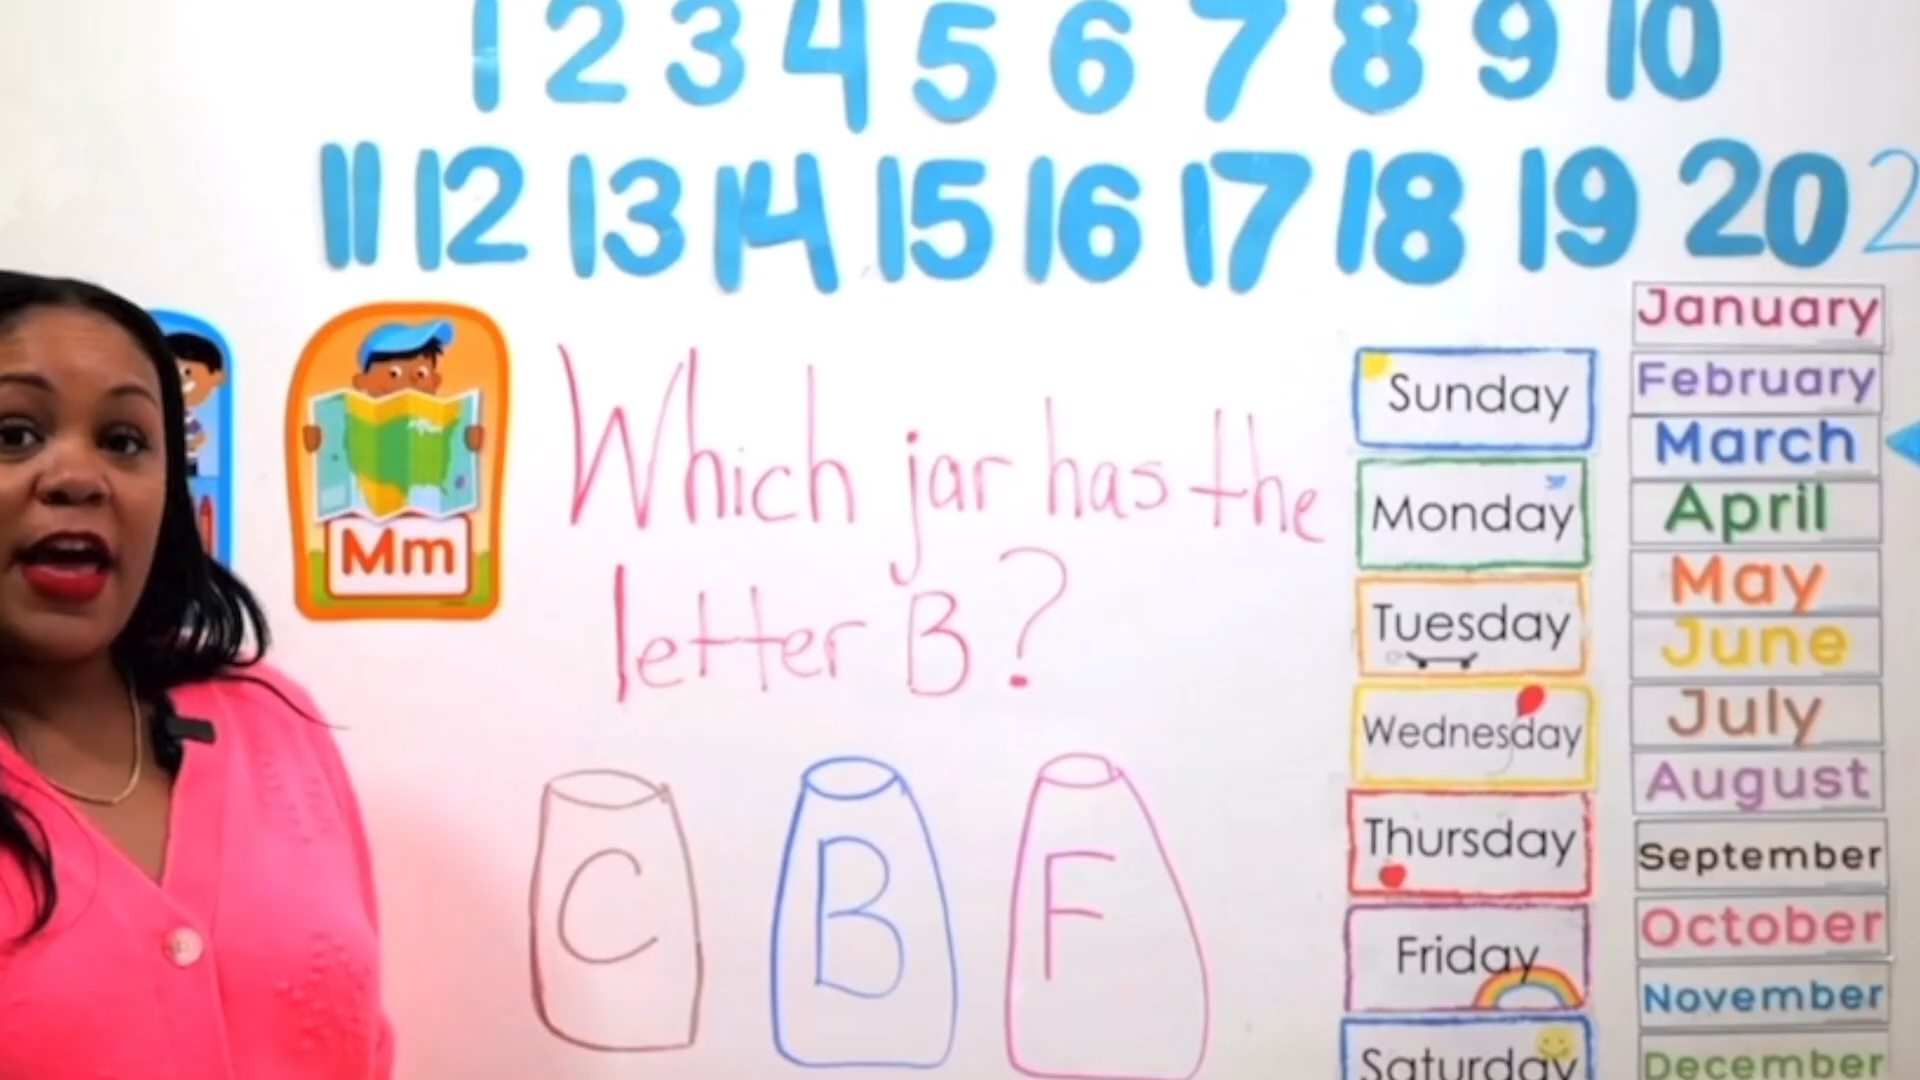 1 2 3 4 5 6 7 8 9 10
11 12 13 14 15 16 17 18 19 20 2
Mm
Which jar has the
letter B?
C B F
Sunday
Monday
Tuesday
Wednesday
Thursday
Friday
Saturday
January
February
March
April
May
June
July
August
September
October
November
December